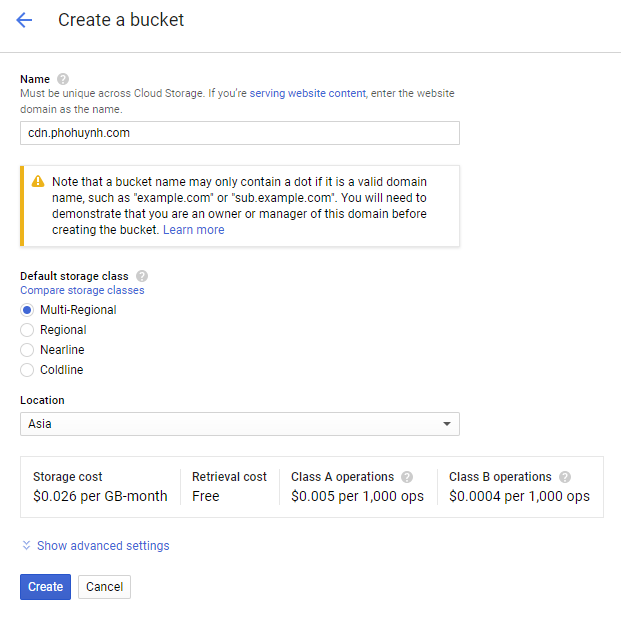 Create a bucket
Name
Must be unique across Cloud Storage. If you're serving website content, enter the website
domain as the name.
cdn.phohuynh.com
Note that a bucket name may only contain a dot if it is a valid domain
name, such as "example.com" or "sub.example.com". You will need to
demonstrate that you are an owner or manager of this domain before
creating the bucket. Learn more
Default storage class
Compare storage classes
Multi-Regional
Regional
Nearline
Coldline
Location
Asia
Storage cost
$0.026 per GB-month
Retrieval cost
Free
Class A operations
$0.005 per 1,000 ops
Class B operations
$0.0004 per 1,000 ops
Show advanced settings
Create
Cancel